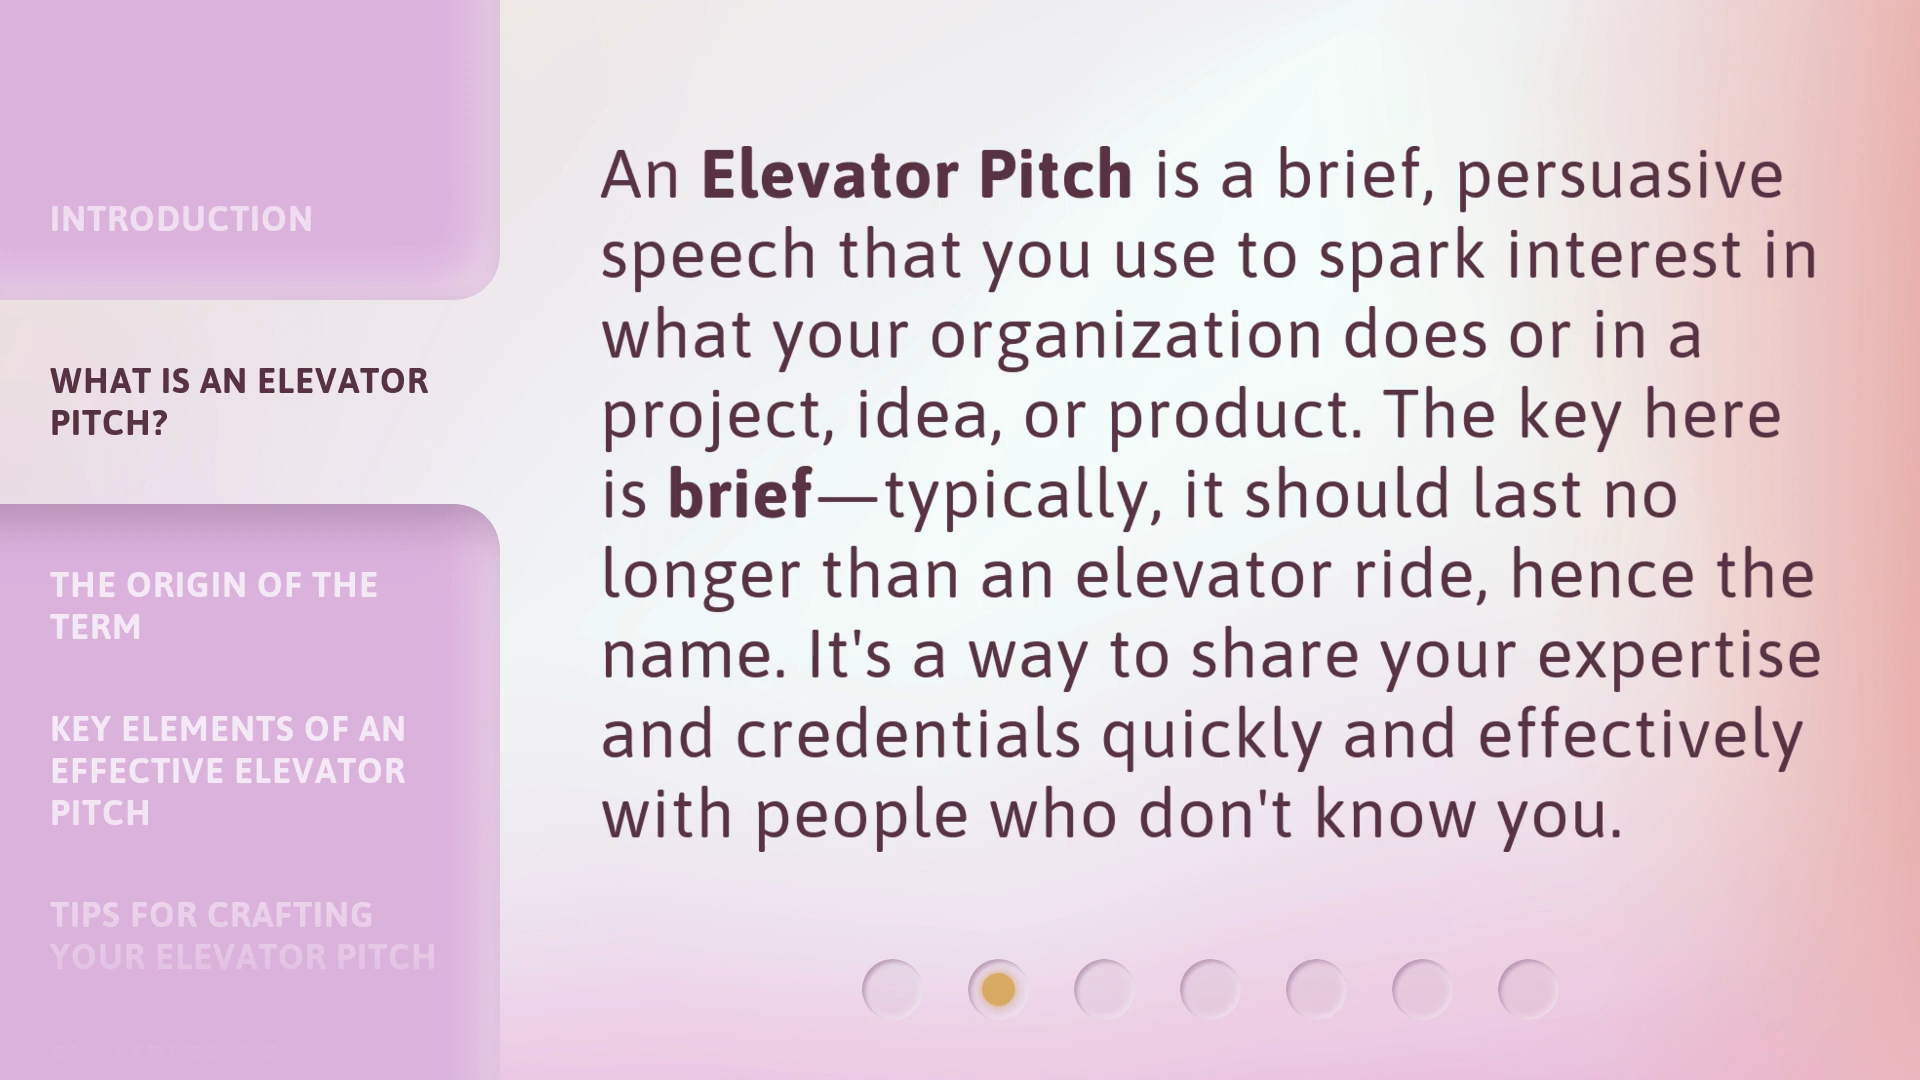 INTRODUCTION
WHAT IS AN ELEVATOR
PITCH?
THE ORIGIN OF THE
TERM
KEY ELEMENTS OF AN
EFFECTIVE ELEVATOR
PITCH
TIPS FOR CRAFTING
YOUR ELEVATOR PITCH
An Elevator Pitch is a brief, persuasive
speech that you use to spark interest in
what your organization does or in a
project, idea, or product. The key here
is brief—typically, it should last no
longer than an elevator ride, hence the
name. It's a way to share your expertise
and credentials quickly and effectively
with people who don't know you.